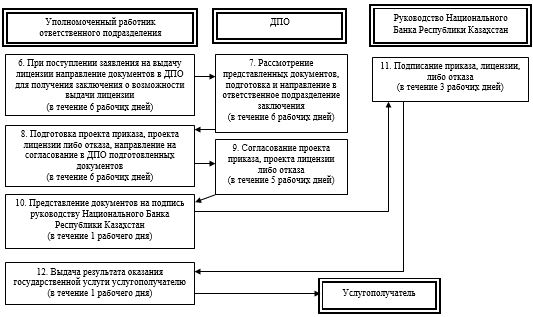 Уполномоченный работник
ответственного подразделения
ДПО
Руководство Национального
Банка Республики Казахстан
6. При поступлении заявления на выдачу
лицензии направление документов в ДПО
для получения заключения о возможности
выдачи лицензии
(в течение 6 рабочих дней)
7. Рассмотрение
представленных документов,
подготовка и направление в
ответственное подразделение
заключения
(в течение 6 рабочих дней)
11. Подписание приказа, лицензии,
либо отказа
(в течение 3 рабочих дней)
8. Подготовка проекта приказа, проекта
лицензии либо отказа, направление на
согласование в ДПО подготовленных
документов
(в течение 6 рабочих дней)
9. Согласование проекта
приказа, проекта лицензии
либо отказа
(в течение 5 рабочих дней)
10. Представление документов на подпись
руководству Национального Банка
Республики Казахстан
(в течение 1 рабочего дня)
12. Выдача результата оказания
государственной услуги услугополучателю
(в течение 1 рабочего дня)
Услугополучатель